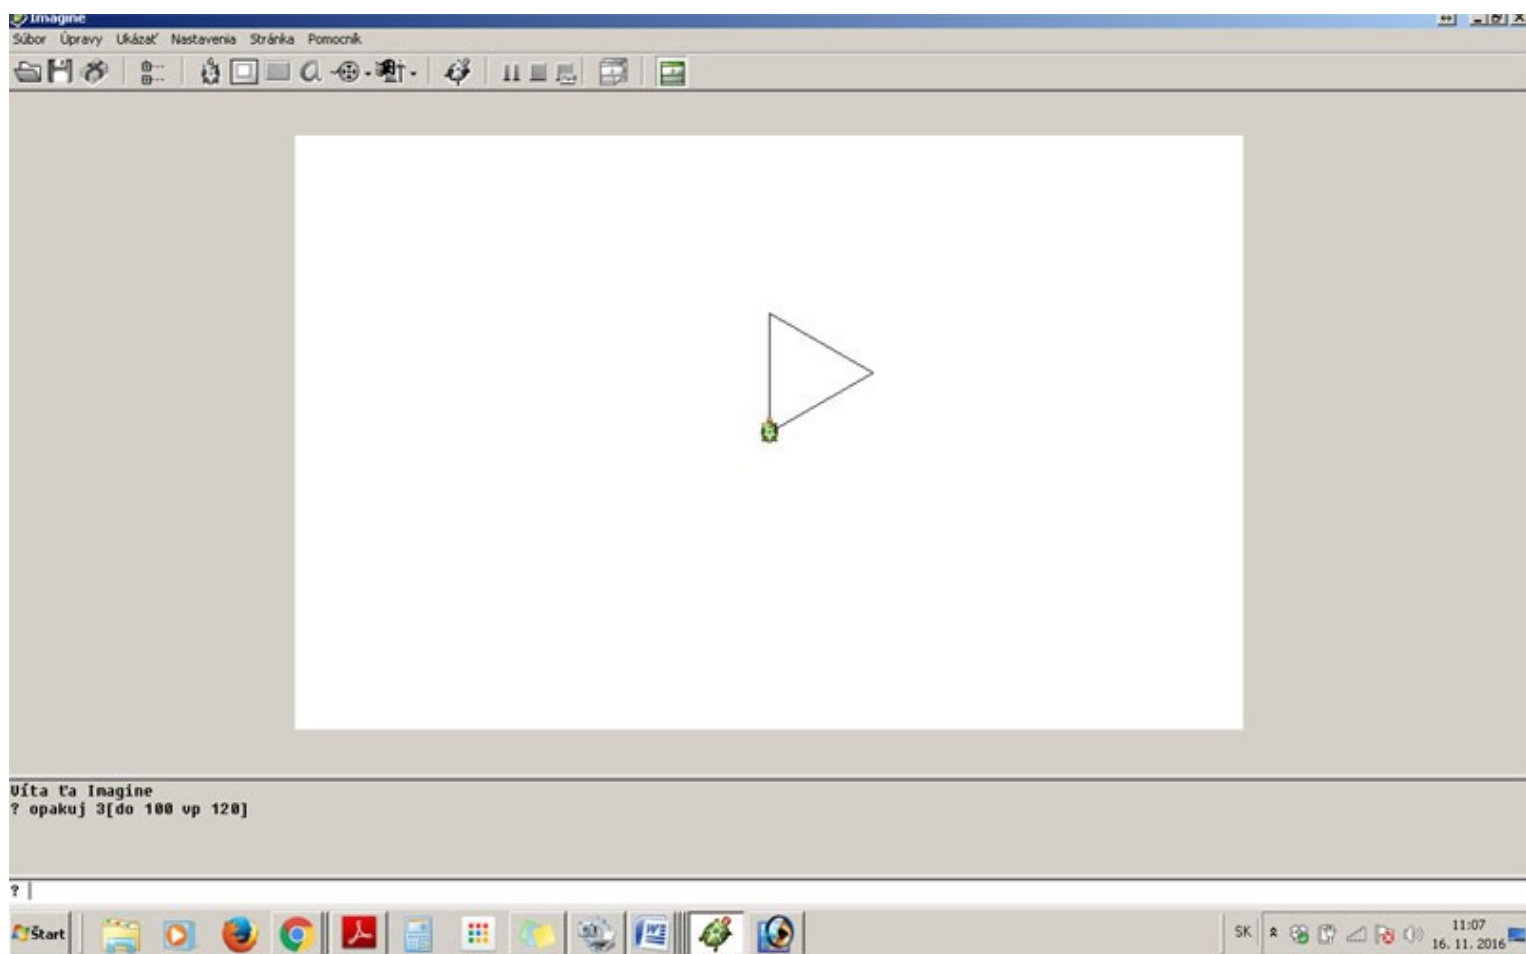 Imagine
Súbor Úpravy Ukázať Nastavenia Stránka Pomocník
Víta ťa Imagine
? opakuj 3[do 100 vp 120]
?
Štart
SK
11:07
16. 11. 2016